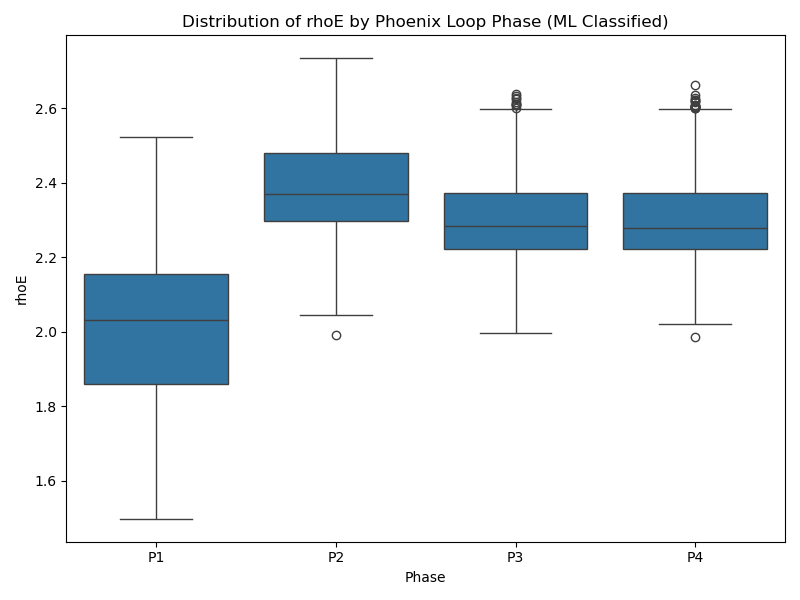 Distribution of rhoE by Phoenix Loop Phase (ML Classified)
rhoE
2.6
2.4
2.2
2.0
1.8
1.6
P1 P2 P3 P4
Phase